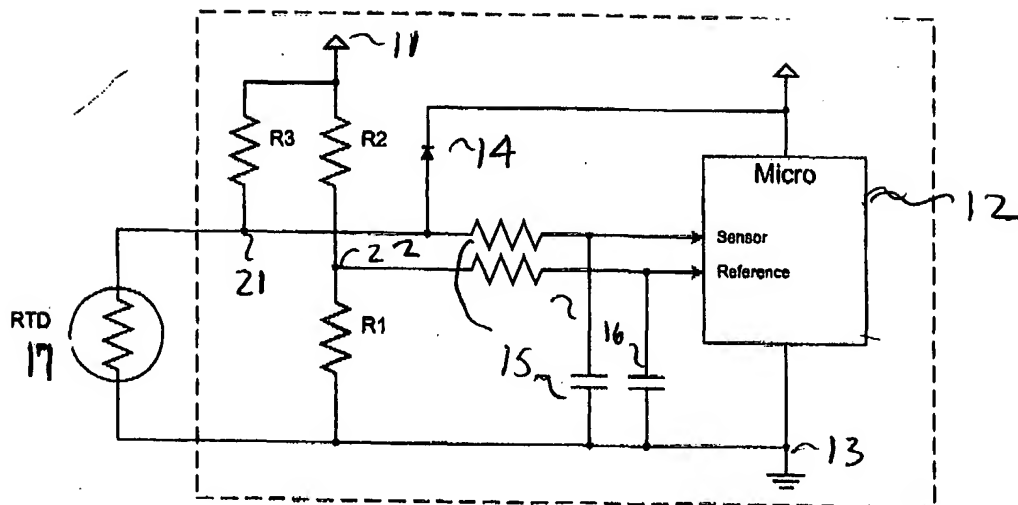 11
R3
R2
14
Micro
12
Sensor
Reference
21
22
RTD
17
R1
15
16
13